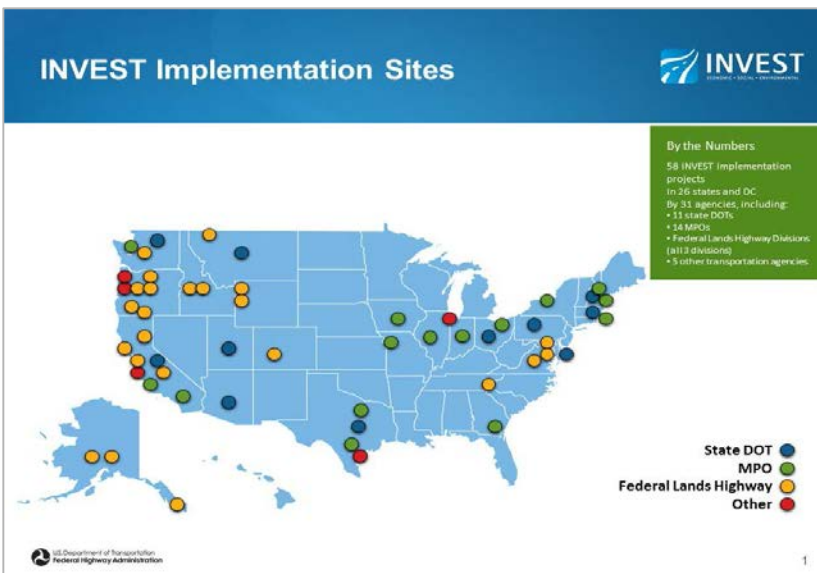 INVEST Implementation Sites
INVEST
ECONOMIC • SOCIAL • ENVIRONMENTAL
By the Numbers
58 INVEST implementation
projects
In 26 states and DC
By 31 agencies, including:
• 11 state DOTs
• 14 MPOs
• Federal Lands Highway Divisions
(all 3 divisions)
• 5 other transportation agencies
State DOT
MPO
Federal Lands Highway
Other
U.S. Department of Transportation
Federal Highway Administration
1